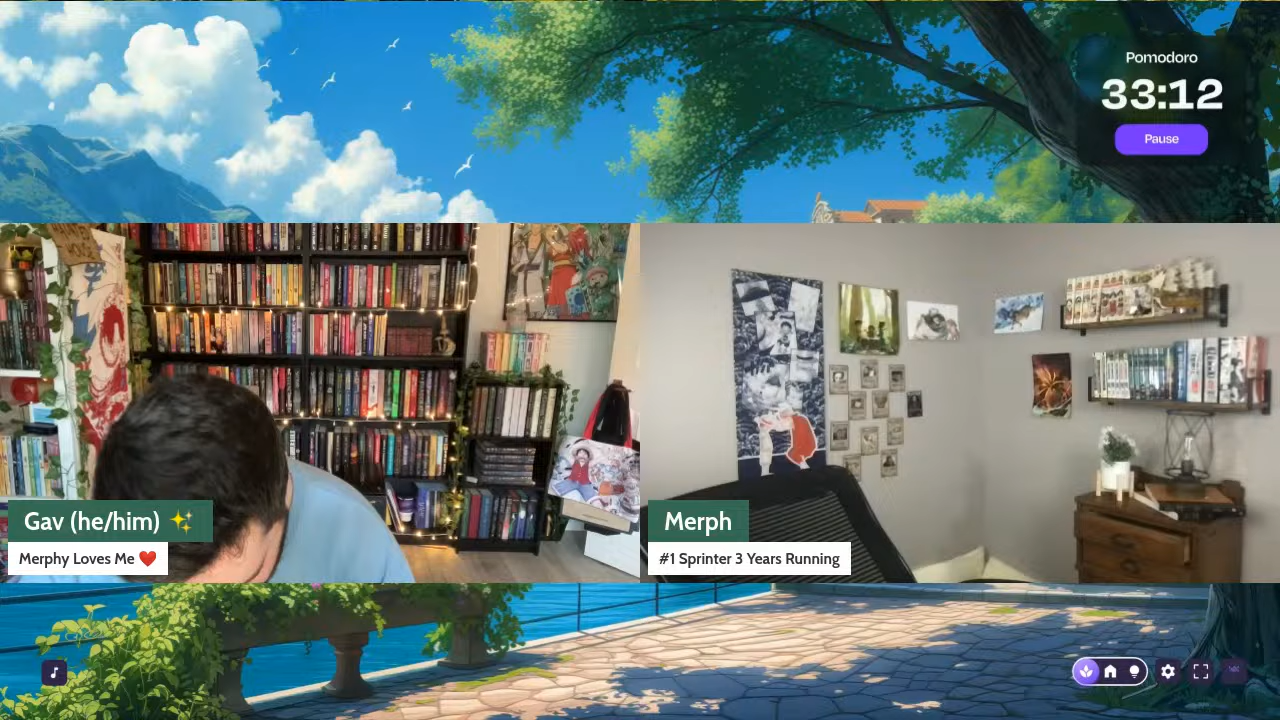 Pomodoro
33:12
Pause
Gav (he/him) ✨
Merphy Loves Me ❤️
Merph
#1 Sprinter 3 Years Running